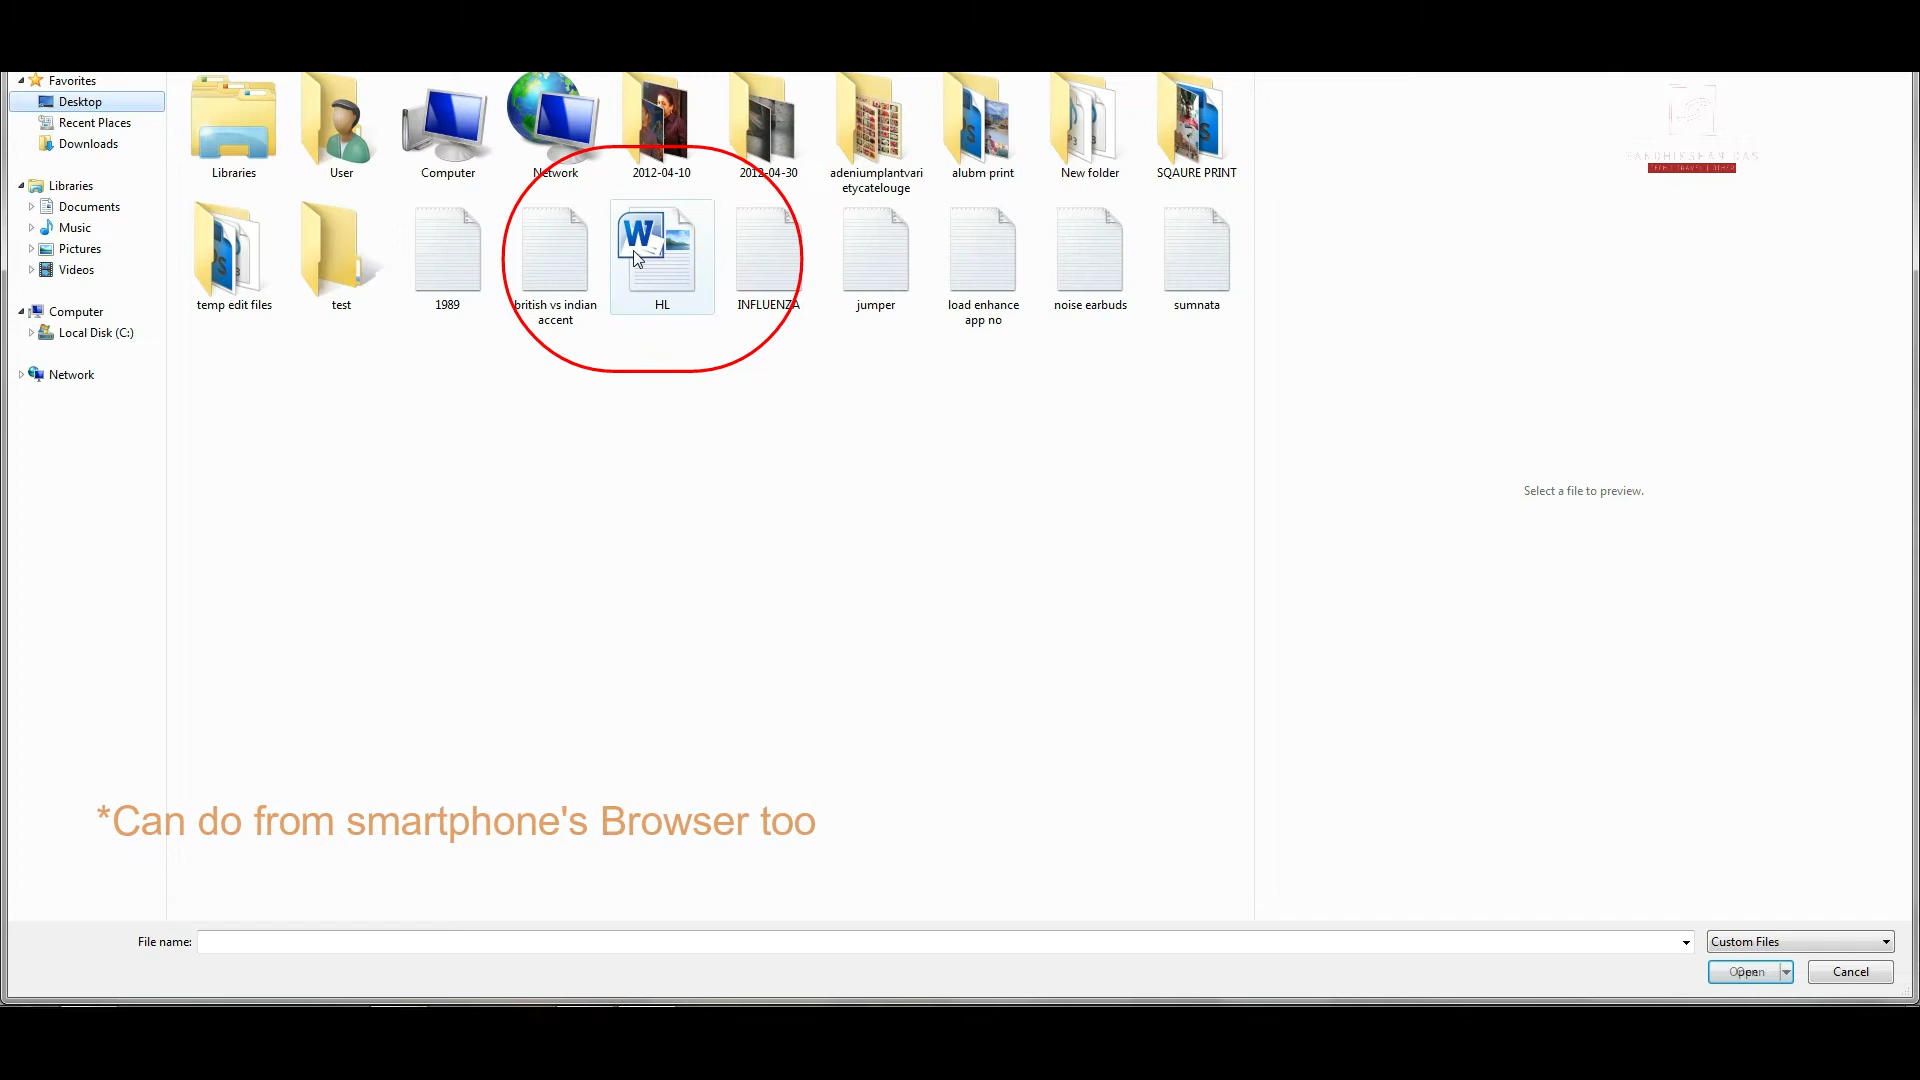 Favorites
Desktop
Recent Places
Downloads
Libraries
Documents
Music
Pictures
Videos
Computer
Local Disk (C:)
Network
Libraries
User
Computer
Network
2012-04-10
2012-04-30
adeniumplantvari
etycatelouge
alubm print
New folder
SQAURE PRINT
temp edit files
test
1989
british vs indian
accent
HL
INFLUENZA
jumper
load enhance
app no
noise earbuds
sumnata
Select a file to preview.
TECH | TRAVEL | OTHER
*Can do from smartphone's Browser too
File name:
Custom Files
Open
Cancel